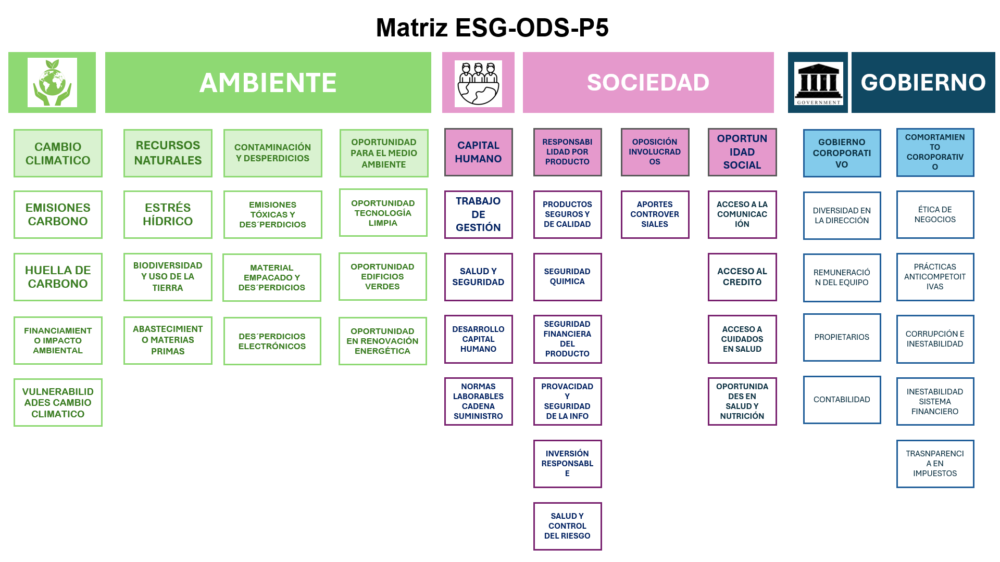 Matriz ESG-ODS-P5
AMBIENTE
SOCIEDAD
GOVERNMENT
GOBIERNO
CAMBIO
CLIMATICO
RECURSOS
NATURALES
CONTAMINACIÓN
Y DESPERDICIOS
OPORTUNIDAD
PARA EL MEDIO
AMBIENTE
CAPITAL
HUMANO
RESPONSABI
LIDAD POR
PRODUCTO
OPOSICIÓN
INVOLUCRAD
OS
OPORTUN
IDAD
SOCIAL
GOBIERNO
COROPORATI
VO
COMORTAMIEN
TO
COROPORATIV
O
EMISIONES
CARBONO
ESTRÉS
HÍDRICO
EMISIONES
TÓXICAS Y
DES´PERDICIOS
OPORTUNIDAD
TECNOLOGÍA
LIMPIA
TRABAJO
DE
GESTIÓN
PRODUCTOS
SEGUROS Y
DE CALIDAD
APORTES
CONTROVER
SIALES
ACCESO A LA
COMUNICAC
IÓN
DIVERSIDAD EN
LA DIRECCIÓN
ÉTICA DE
NEGOCIOS
HUELLA DE
CARBONO
BIODIVERSIDAD
Y USO DE LA
TIERRA
MATERIAL
EMPACADO Y
DES´PERDICIOS
OPORTUNIDAD
EDIFICIOS
VERDES
SALUD Y
SEGURIDAD
SEGURIDAD
QUIMICA
ACCESO AL
CREDITO
REMUNERACIÓ
N DEL EQUIPO
PRÁCTICAS
ANTICOMPETOIT
IVAS
FINANCIAMIENT
O IMPACTO
AMBIENTAL
ABASTECIMIENT
O MATERIAS
PRIMAS
DES´PERDICIOS
ELECTRÓNICOS
OPORTUNIDAD
EN RENOVACIÓN
ENERGÉTICA
DESARROLLO
CAPITAL
HUMANO
SEGURIDAD
FINANCIERA
DEL
PRODUCTO
ACCESO A
CUIDADOS
EN SALUD
PROPIETARIOS
CORRUPCIÓN E
INESTABILIDAD
VULNERABILID
ADES CAMBIO
CLIMATICO
NORMAS
LABORABLES
CADENA
SUMINISTRO
PROVACIDAD
Y
SEGURIDAD
DE LA INFO
OPORTUNIDA
DES EN
SALUD Y
NUTRICIÓN
CONTABILIDAD
INESTABILIDAD
SISTEMA
FINANCIERO
INVERSIÓN
RESPONSABL
E
TRASNPARENCI
A EN
IMPUESTOS
SALUD Y
CONTROL
DEL RIESGO